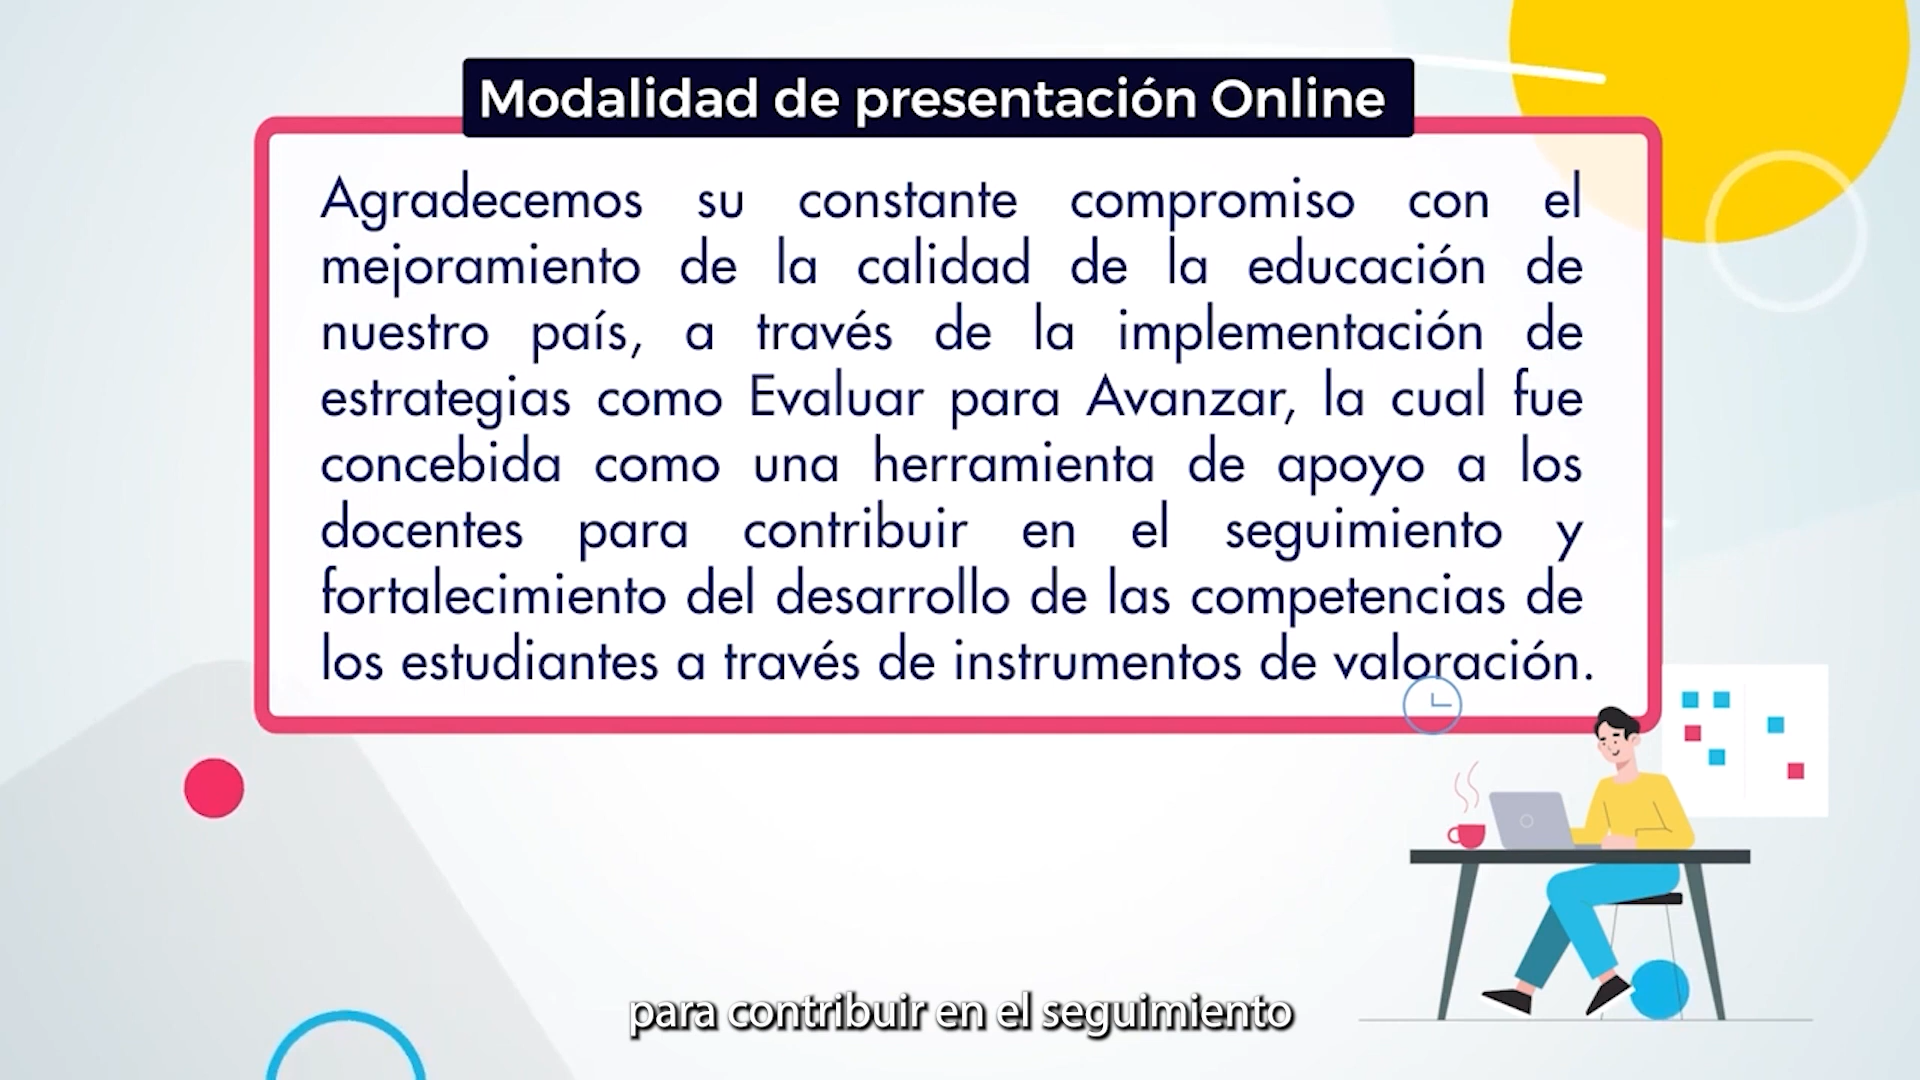 Modalidad de presentación Online
Agradecemos su constante compromiso con el
mejoramiento de la calidad de la educación de
nuestro país, a través de la implementación de
estrategias como Evaluar para Avanzar, la cual fue
concebida como una herramienta de apoyo a los
docentes para contribuir en el seguimiento y
fortalecimiento del desarrollo de las competencias de
los estudiantes a través de instrumentos de valoración.
para contribuir en el seguimiento